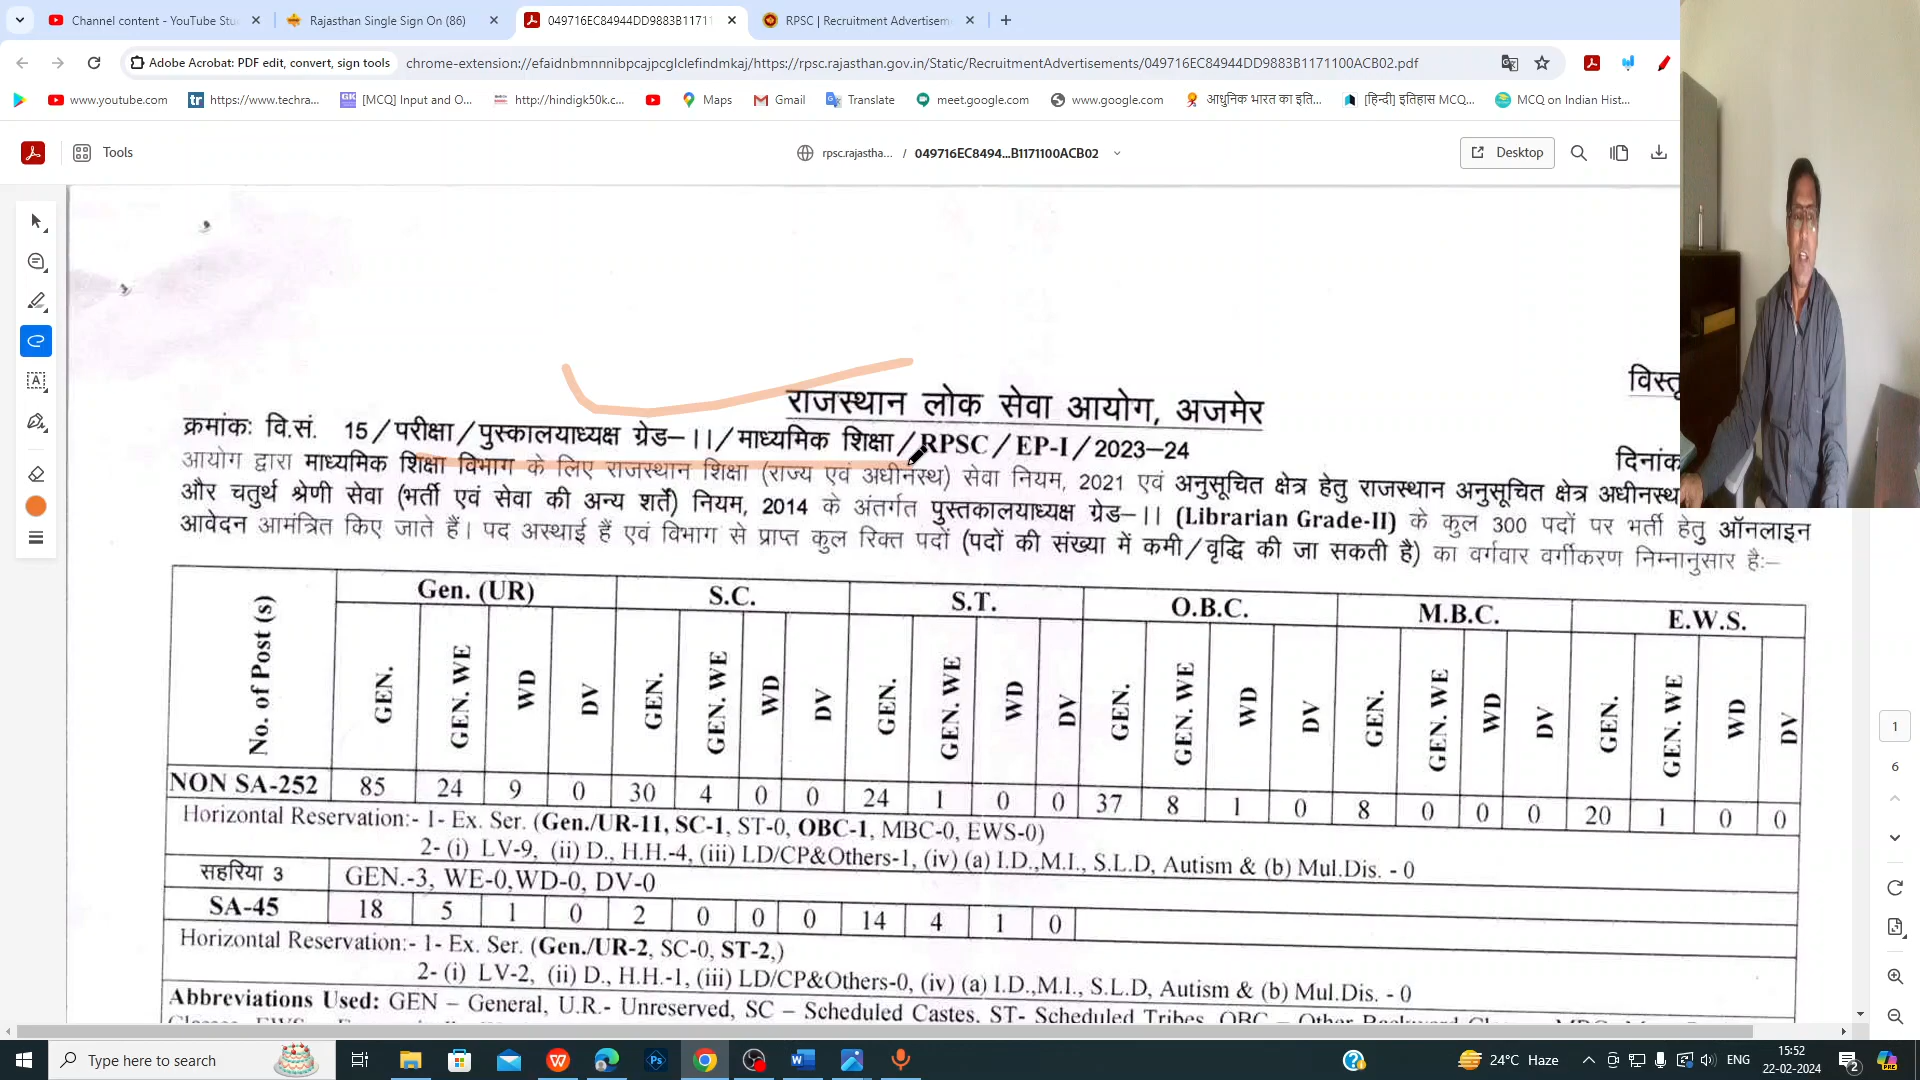 Channel content - YouTube Stu
Rajasthan Single Sign On (86)
049716EC84944DD9883B11711
RPSC | Recruitment Advertisem
Adobe Acrobat: PDF edit, convert, sign tools
chrome-extension://efaidnbmnnnibpcajpcglclefindmkaj/https://rpsc.rajasthan.gov.in/Static/RecruitmentAdvertisements/049716EC84944DD9883B1171100ACB02.pdf
www.youtube.com
https://www.techra...
[MCQ] Input and O...
http://hindigk50k.c...
Maps
Gmail
Translate
meet.google.com
www.google.com
आधुनिक भारत का इति...
[हिन्दी] इतिहास MCQ...
MCQ on Indian Hist...
Tools
rpsc.rajastha... / 049716EC8494...B1171100ACB02
Desktop
विस्तृ
राजस्थान लोक सेवा आयोग, अजमेर
क्रमांकः वि.सं. 15/परीक्षा/पुस्कालयाध्यक्ष ग्रेड-।।/माध्यमिक शिक्षा/RPSC/EP-I/2023-24
दिनांक
आयोग द्वारा माध्यमिक शिक्षा विभाग के लिए राजस्थान शिक्षा (राज्य एवं अधीनस्थ) सेवा नियम, 2021 एवं अनुसूचित क्षेत्र हेतु राजस्थान अनुसूचित क्षेत्र अधीनस्थ
और चतुर्थ श्रेणी सेवा (भर्ती एवं सेवा की अन्य शर्तें) नियम, 2014 के अंतर्गत पुस्तकालयाध्यक्ष ग्रेड-।। (Librarian Grade-II) के कुल 300 पदों पर भर्ती हेतु ऑनलाइन
आवेदन आमंत्रित किए जाते हैं। पद अस्थाई हैं एवं विभाग से प्राप्त कुल रिक्त पदों (पदों की संख्या में कमी/वृद्धि की जा सकती है) का वर्गवार वर्गीकरण निम्नानुसार है:-
No. of Post (s) Gen. (UR) S.C. S.T. O.B.C. M.B.C. E.W.S.
GEN. GEN. WE WD DV GEN. GEN. WE WD DV GEN. GEN. WE WD DV GEN. GEN. WE WD DV GEN. GEN. WE WD DV GEN. GEN. WE WD DV
NON SA-252 85 24 9 0 30 4 0 0 24 1 0 0 37 8 1 0 8 0 0 0 20 1 0 0
Horizontal Reservation:- 1- Ex. Ser. (Gen./UR-11, SC-1, ST-0, OBC-1, MBC-0, EWS-0)
2- (i) LV-9, (ii) D., H.H.-4, (iii) LD/CP&Others-1, (iv) (a) I.D.,M.I., S.L.D, Autism & (b) Mul.Dis. - 0
सहरिया 3 GEN.-3, WE-0,WD-0, DV-0
SA-45 18 5 1 0 2 0 0 0 14 4 1 0
Horizontal Reservation:- 1- Ex. Ser. (Gen./UR-2, SC-0, ST-2,)
2- (i) LV-2, (ii) D., H.H.-1, (iii) LD/CP&Others-0, (iv) (a) I.D.,M.I., S.L.D, Autism & (b) Mul.Dis. - 0
Abbreviations Used: GEN – General, U.R.- Unreserved, SC – Scheduled Castes, ST- Scheduled Tribes, OBC – Other
1
6
Type here to search
24°C Haze
ENG
15:52
22-02-2024
2